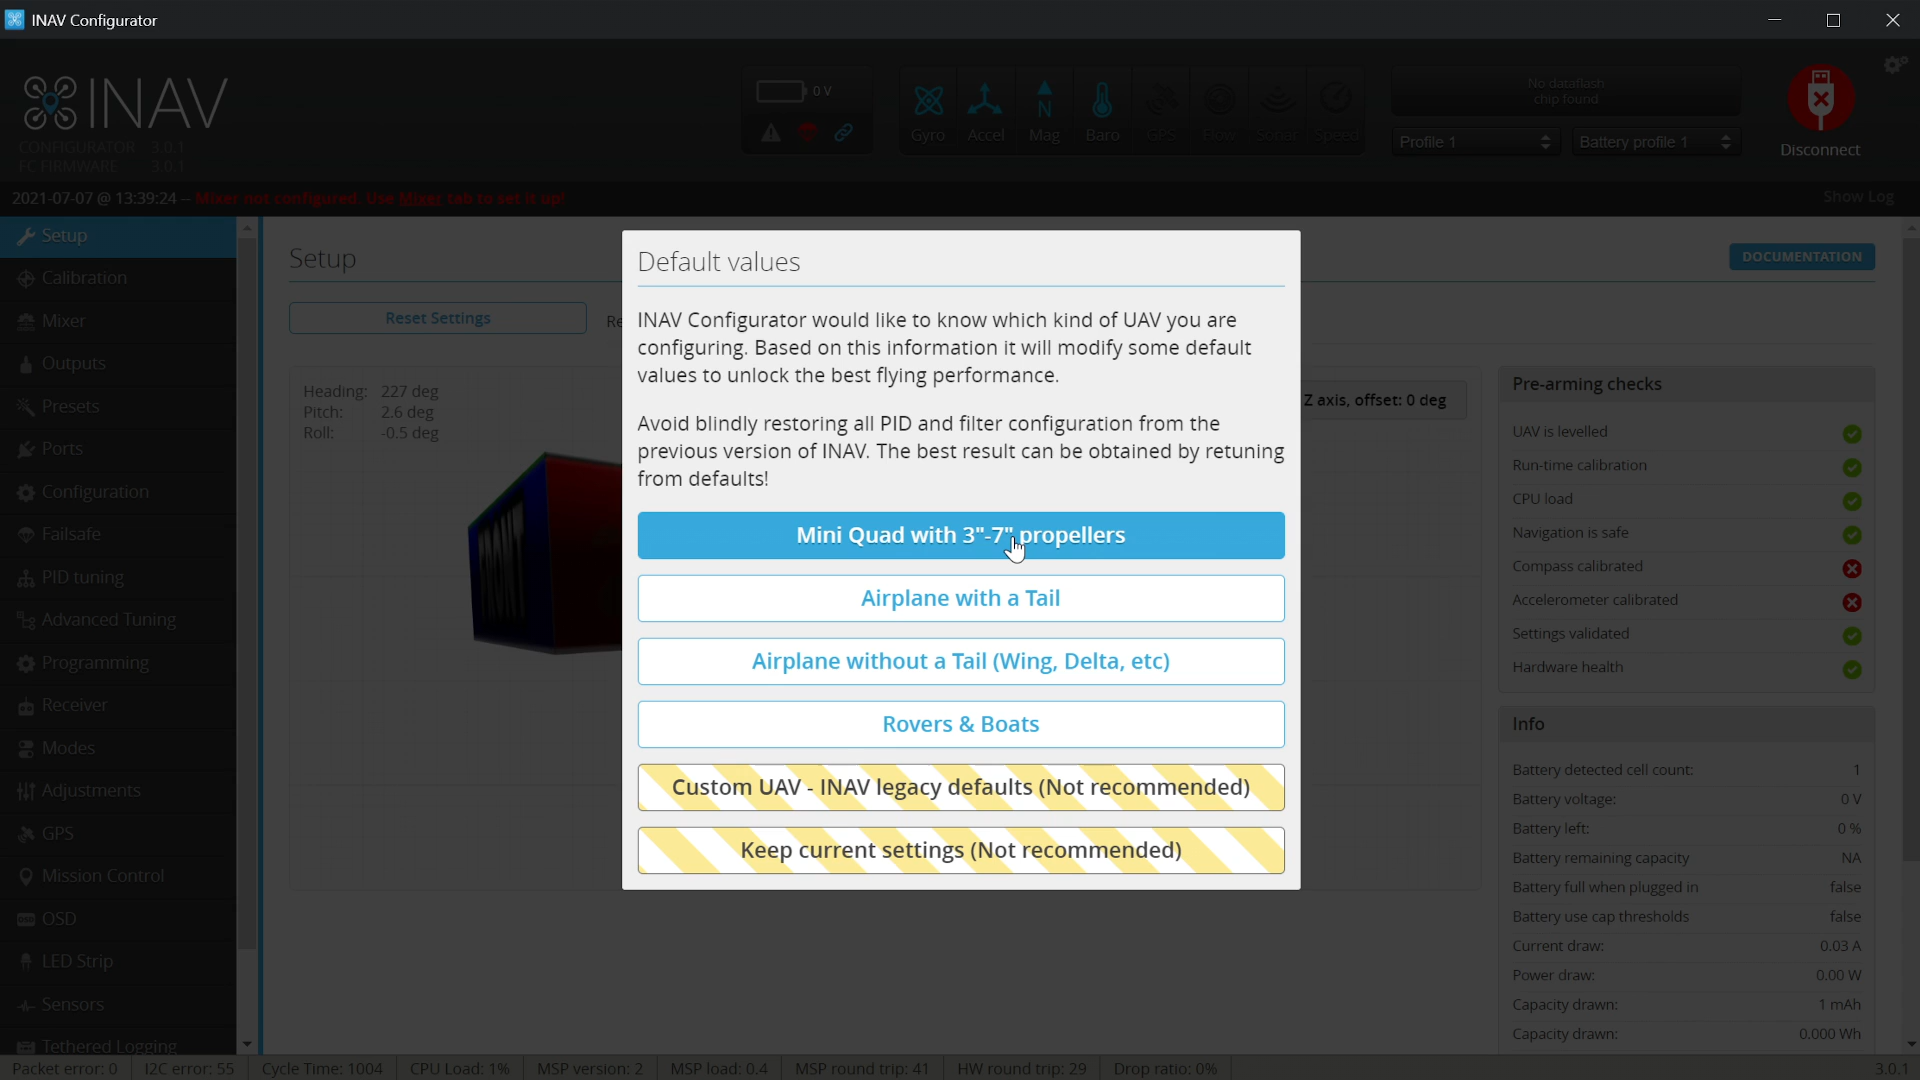 INAV Configurator
INAV
CONFIGURATOR 3.0.1
FC FIRMWARE 3.0.1
0 V
Gyro
Accel
Mag
Baro
GPS
Flow
Sonar
Speed
No dataflash
chip found
Profile 1
Battery profile 1
Disconnect
2021-07-07 @ 13:39:24 -- Mixer not configured. Use Mixer tab to set it up!
Show Log
Setup
Calibration
Mixer
Outputs
Presets
Ports
Configuration
Failsafe
PID tuning
Advanced Tuning
Programming
Receiver
Modes
Adjustments
GPS
Mission Control
OSD
LED Strip
Sensors
Tethered Logging
Setup
DOCUMENTATION
Reset Settings
Heading: 227 deg
Pitch: 2.6 deg
Roll: -0.5 deg
Z axis, offset: 0 deg
Default values
INAV Configurator would like to know which kind of UAV you are
configuring. Based on this information it will modify some default
values to unlock the best flying performance.
Avoid blindly restoring all PID and filter configuration from the
previous version of INAV. The best result can be obtained by retuning
from defaults!
Mini Quad with 3"-7" propellers
Airplane with a Tail
Airplane without a Tail (Wing, Delta, etc)
Rovers & Boats
Custom UAV - INAV legacy defaults (Not recommended)
Keep current settings (Not recommended)
Pre-arming checks
UAV is levelled
Run-time calibration
CPU load
Navigation is safe
Compass calibrated
Accelerometer calibrated
Settings validated
Hardware health
Info
Battery detected cell count: 1
Battery voltage: 0 V
Battery left: 0 %
Battery remaining capacity NA
Battery full when plugged in false
Battery use cap thresholds false
Current draw: 0.03 A
Power draw: 0.00 W
Capacity drawn: 1 mAh
Capacity drawn: 0.000 Wh
Packet error: 0
I2C error: 55
Cycle Time: 1004
CPU Load: 1%
MSP version: 2
MSP load: 0.4
MSP round trip: 41
HW round trip: 29
Drop ratio: 0%
3.0.1